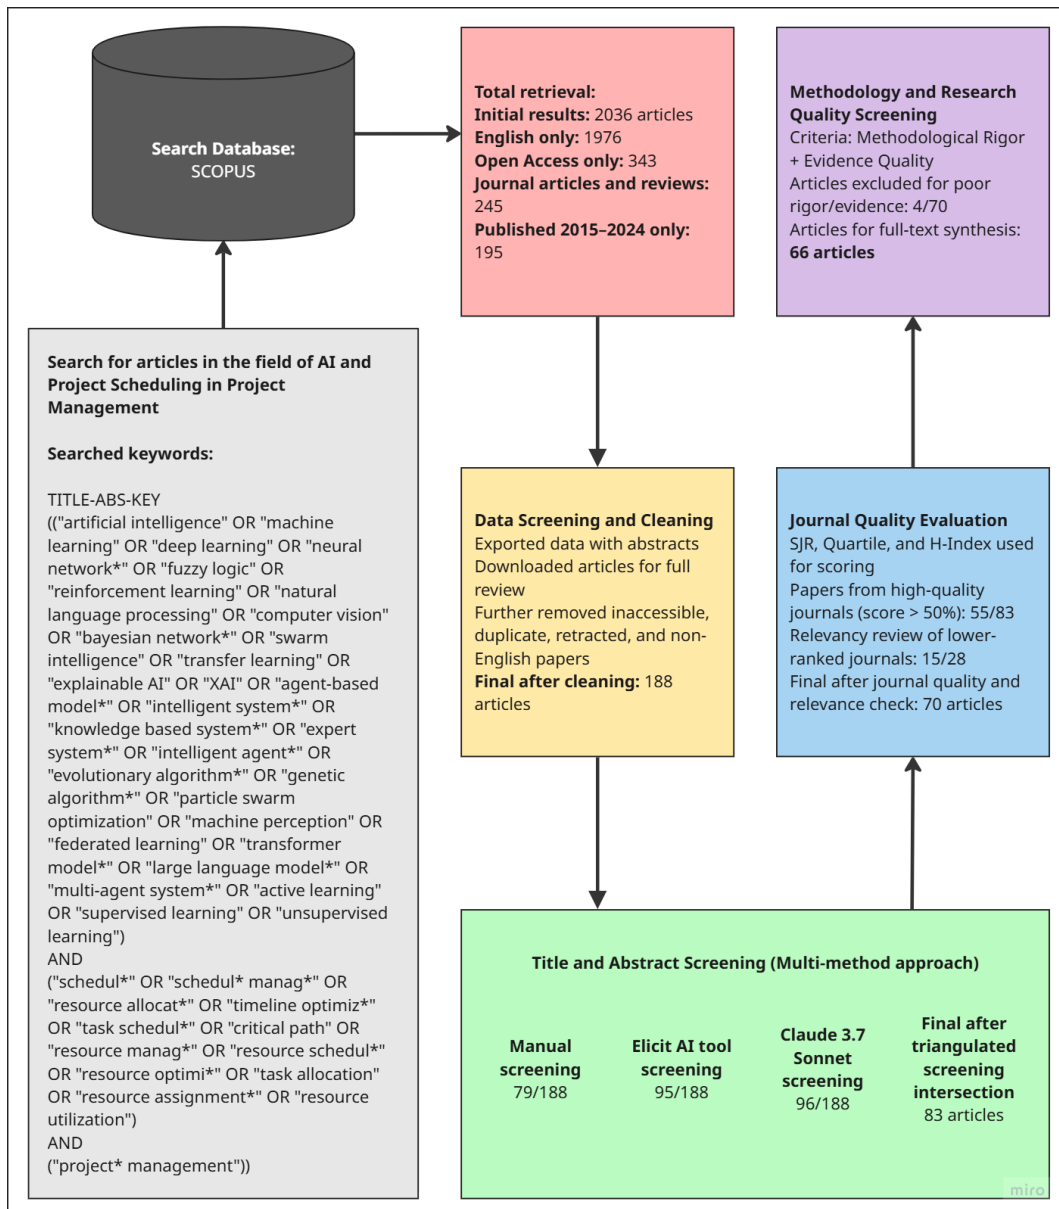 Search Database:
SCOPUS
Search for articles in the field of AI and
Project Scheduling in Project
Management
Searched keywords:
TITLE-ABS-KEY
(("artificial intelligence" OR "machine
learning" OR "deep learning" OR "neural
network*" OR "fuzzy logic" OR
"reinforcement learning" OR "natural
language processing" OR "computer vision"
OR "bayesian network*" OR "swarm
intelligence" OR "transfer learning" OR
"explainable AI" OR "XAI" OR "agent-based
model*" OR "intelligent system*" OR
"knowledge based system*" OR "expert
system*" OR "intelligent agent*" OR
"evolutionary algorithm*" OR "genetic
algorithm*" OR "particle swarm
optimization" OR "machine perception" OR
"federated learning" OR "transformer
model*" OR "large language model*" OR
"multi-agent system*" OR "active learning"
OR "supervised learning" OR "unsupervised
learning")
AND
("schedul*" OR "schedul* manag*" OR
"resource allocat*" OR "timeline optimiz*"
OR "task schedul*" OR "critical path" OR
"resource manag*" OR "resource schedul*"
OR "resource optimi*" OR "task allocation"
OR "resource assignment*" OR "resource
utilization")
AND
("project* management"))
Total retrieval:
Initial results: 2036 articles
English only: 1976
Open Access only: 343
Journal articles and reviews:
245
Published 2015–2024 only:
195
Data Screening and Cleaning
Exported data with abstracts
Downloaded articles for full
review
Further removed inaccessible,
duplicate, retracted, and non-
English papers
Final after cleaning: 188
articles
Title and Abstract Screening (Multi-method approach)
Manual
screening
79/188
Elicit AI tool
screening
95/188
Claude 3.7
Sonnet
screening
96/188
Final after
triangulated
screening
intersection
83 articles
Journal Quality Evaluation
SJR, Quartile, and H-Index used
for scoring
Papers from high-quality
journals (score > 50%): 55/83
Relevancy review of lower-
ranked journals: 15/28
Final after journal quality and
relevance check: 70 articles
Methodology and Research
Quality Screening
Criteria: Methodological Rigor
+ Evidence Quality
Articles excluded for poor
rigor/evidence: 4/70
Articles for full-text synthesis:
66 articles
miro